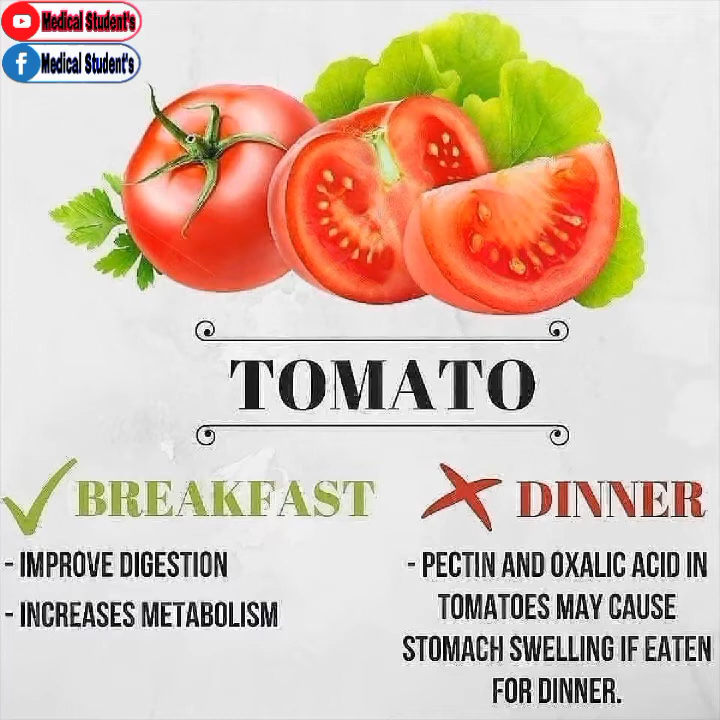 Medical Student's
Medical Student's
TOMATO
BREAKFAST
- IMPROVE DIGESTION
- INCREASES METABOLISM
DINNER
- PECTIN AND OXALIC ACID IN
TOMATOES MAY CAUSE
STOMACH SWELLING IF EATEN
FOR DINNER.